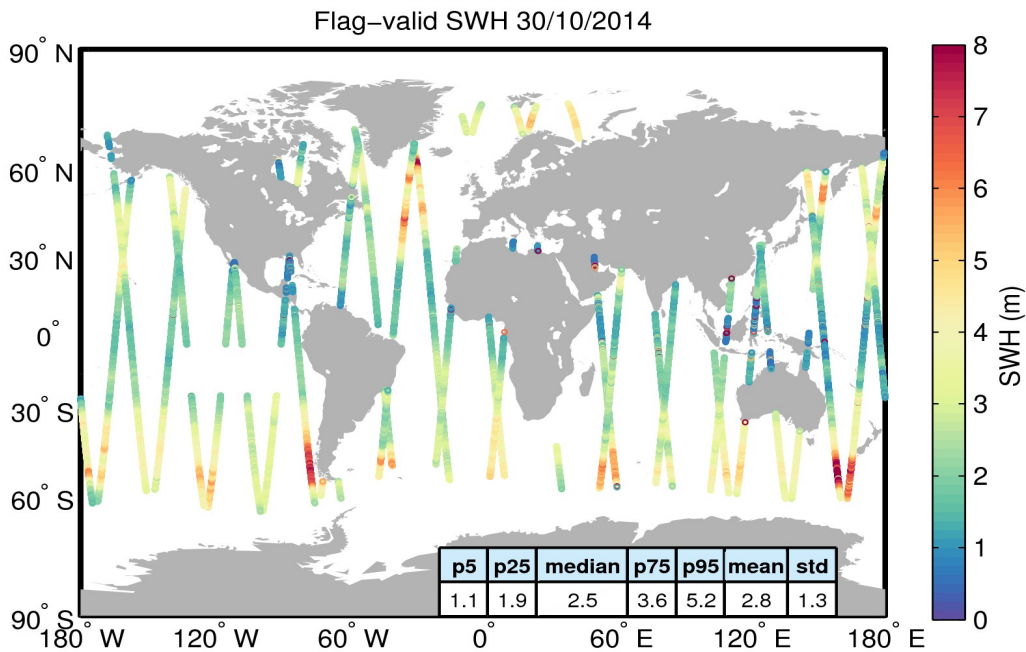 Flag−valid SWH 30/10/2014
90° N
60° N
30° N
0°
30° S
60° S
90° S
180° W
120° W
60° W
0°
60° E
120° E
180° E
p5 p25 median p75 p95 mean std
1.1 1.9 2.5 3.6 5.2 2.8 1.3
8
7
6
5
4
3
2
1
0
SWH (m)